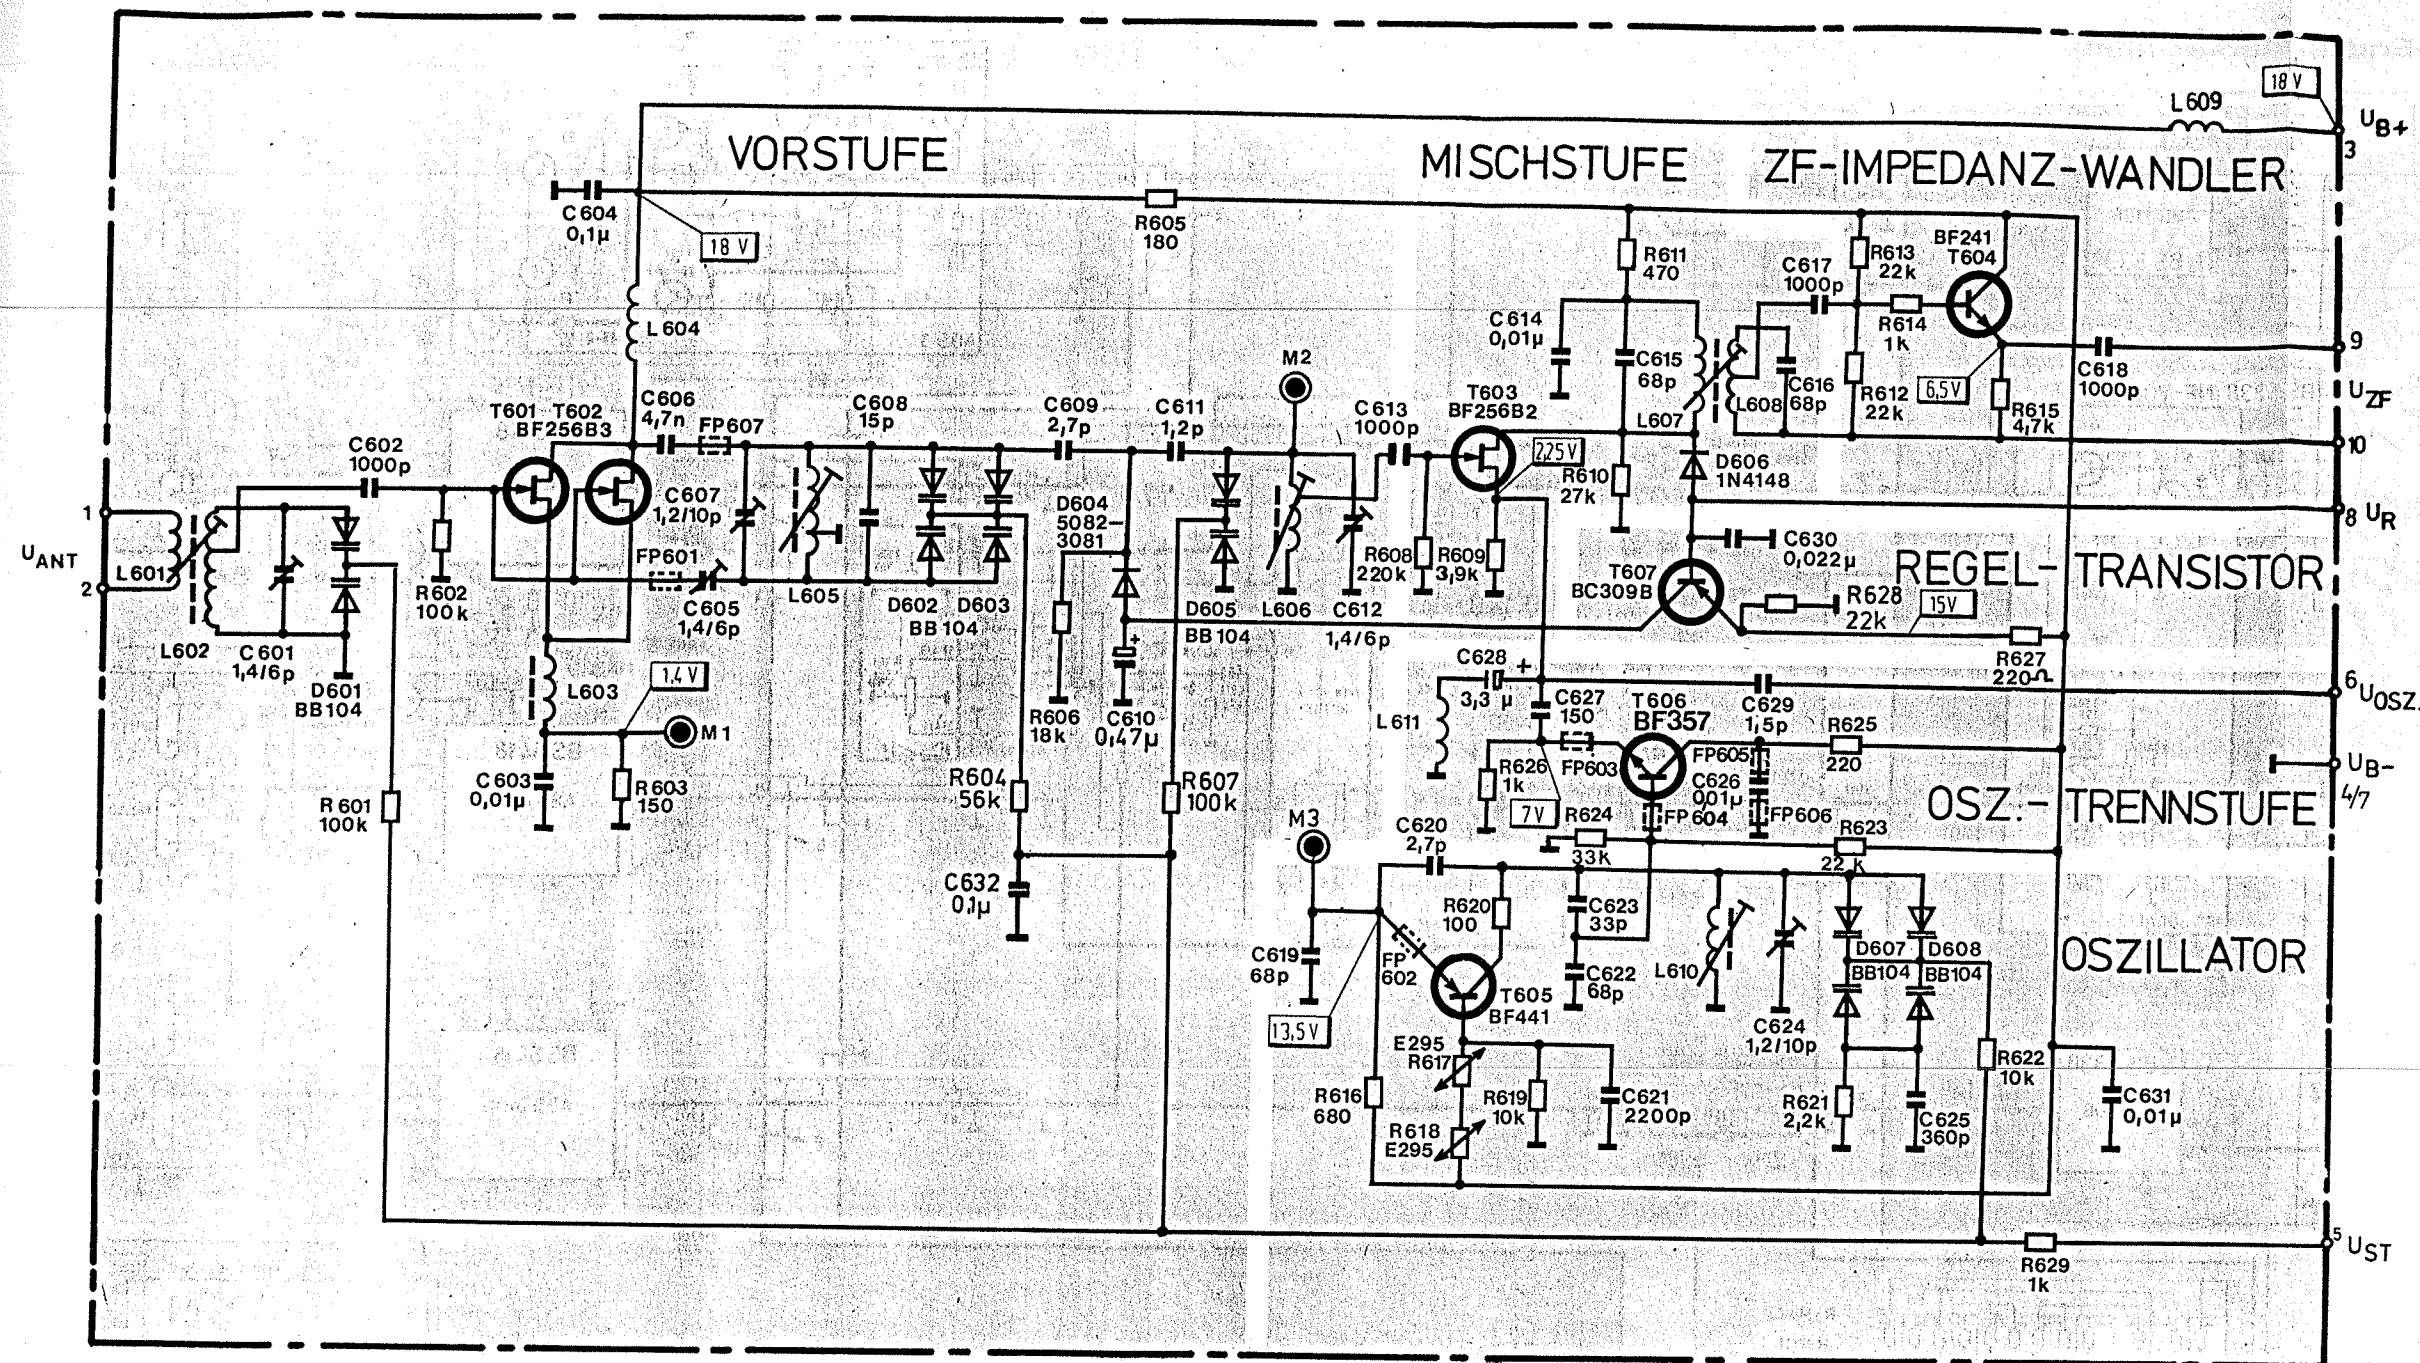 18 V
L609
UB+
3
VORSTUFE
MISCHSTUFE
ZF-IMPEDANZ-WANDLER
C604
0,1µ
18 V
R605
180
R611
470
C617
1000p
R613
22k
BF241
T604
R614
1k
L604
C614
0,01µ
C615
68p
C616
68p
L607
L608
R612
22k
6,5V
R615
4,7k
C618
1000p
9
UZF
10
M2
T601
T602
BF256B3
C606
4,7n
FP607
C608
15p
C609
2,7p
C611
1,2p
C613
1000p
T603
BF256B2
2,25V
R610
27k
D606
1N4148
C602
1000p
C607
1,2/10p
D604
5082-
3081
8 UR
1
UANT
2
L601
L602
C601
1,4/6p
D601
BB104
R602
100k
FP601
C605
1,4/6p
L605
D602
D603
BB104
D605
BB104
L606
C612
1,4/6p
R608
220k
R609
3,9k
T607
BC309B
C630
0,022µ
REGEL-TRANSISTOR
R628
22k
15V
R627
220Ω
L603
1,4V
M1
C603
0,01µ
R603
150
R601
100k
R606
18k
C610
0,47µ
+
R604
56k
R607
100k
C632
0,1µ
C628
3,3 µ
+
L611
C627
150
T606
BF357
C629
1,5p
R625
220
6 UOSZ.
R626
1k
FP603
FP605
C626
0,01µ
FP604
FP606
7V
UB-
4/7
OSZ.-TRENNSTUFE
M3
C620
2,7p
R624
33k
R623
22 k
R620
100
C623
33p
C619
68p
FP
602
C622
68p
L610
D607
BB104
D608
BB104
OSZILLATOR
T605
BF441
13,5V
C624
1,2/10p
E295
R617
R616
680
R618
E295
R619
10k
C621
2200p
R621
2,2k
C625
360p
R622
10k
C631
0,01µ
R629
1k
5 UST